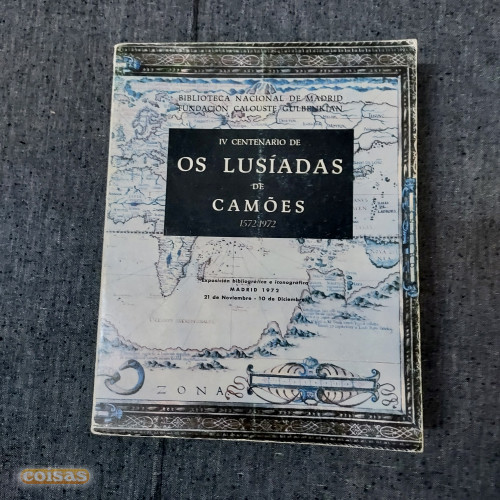 BIBLIOTECA NACIONAL DE MADRID
FUNDACION CALOUSTE GULBENKIAN
IV CENTENARIO DE
OS LUSÍADAS
DE
CAMÕES
1572-1972
Exposición bibliográfica e iconográfica
MADRID 1972
21 de Noviembre - 10 de Diciembre
ZONA
coisas